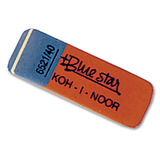 6521/40
Blue star
KOH-I-NOOR